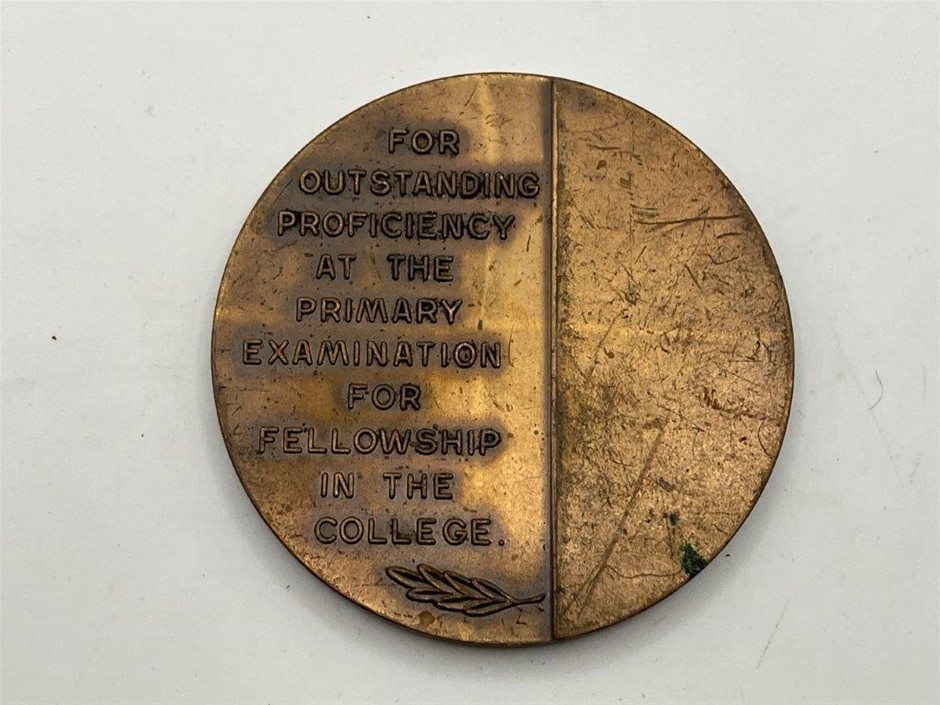 FOR
OUTSTANDING
PROFICIENCY
AT THE
PRIMARY
EXAMINATION
FOR
FELLOWSHIP
IN THE
COLLEGE.